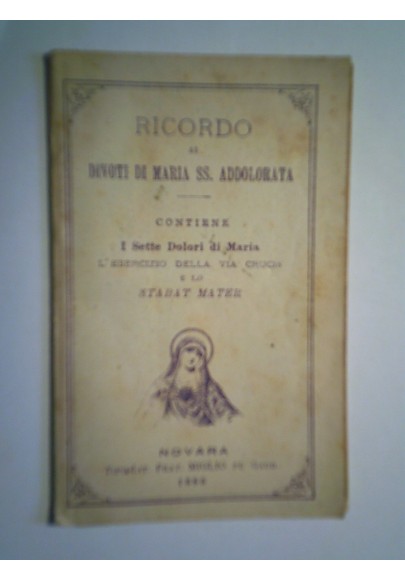 RICORDO
AI
DIVOTI DI MARIA SS. ADDOLORATA
CONTIENE
I Sette Dolori di Maria
L'ESERCIZIO DELLA VIA CRUCIS
E LO
STABAT MATER
NOVARA